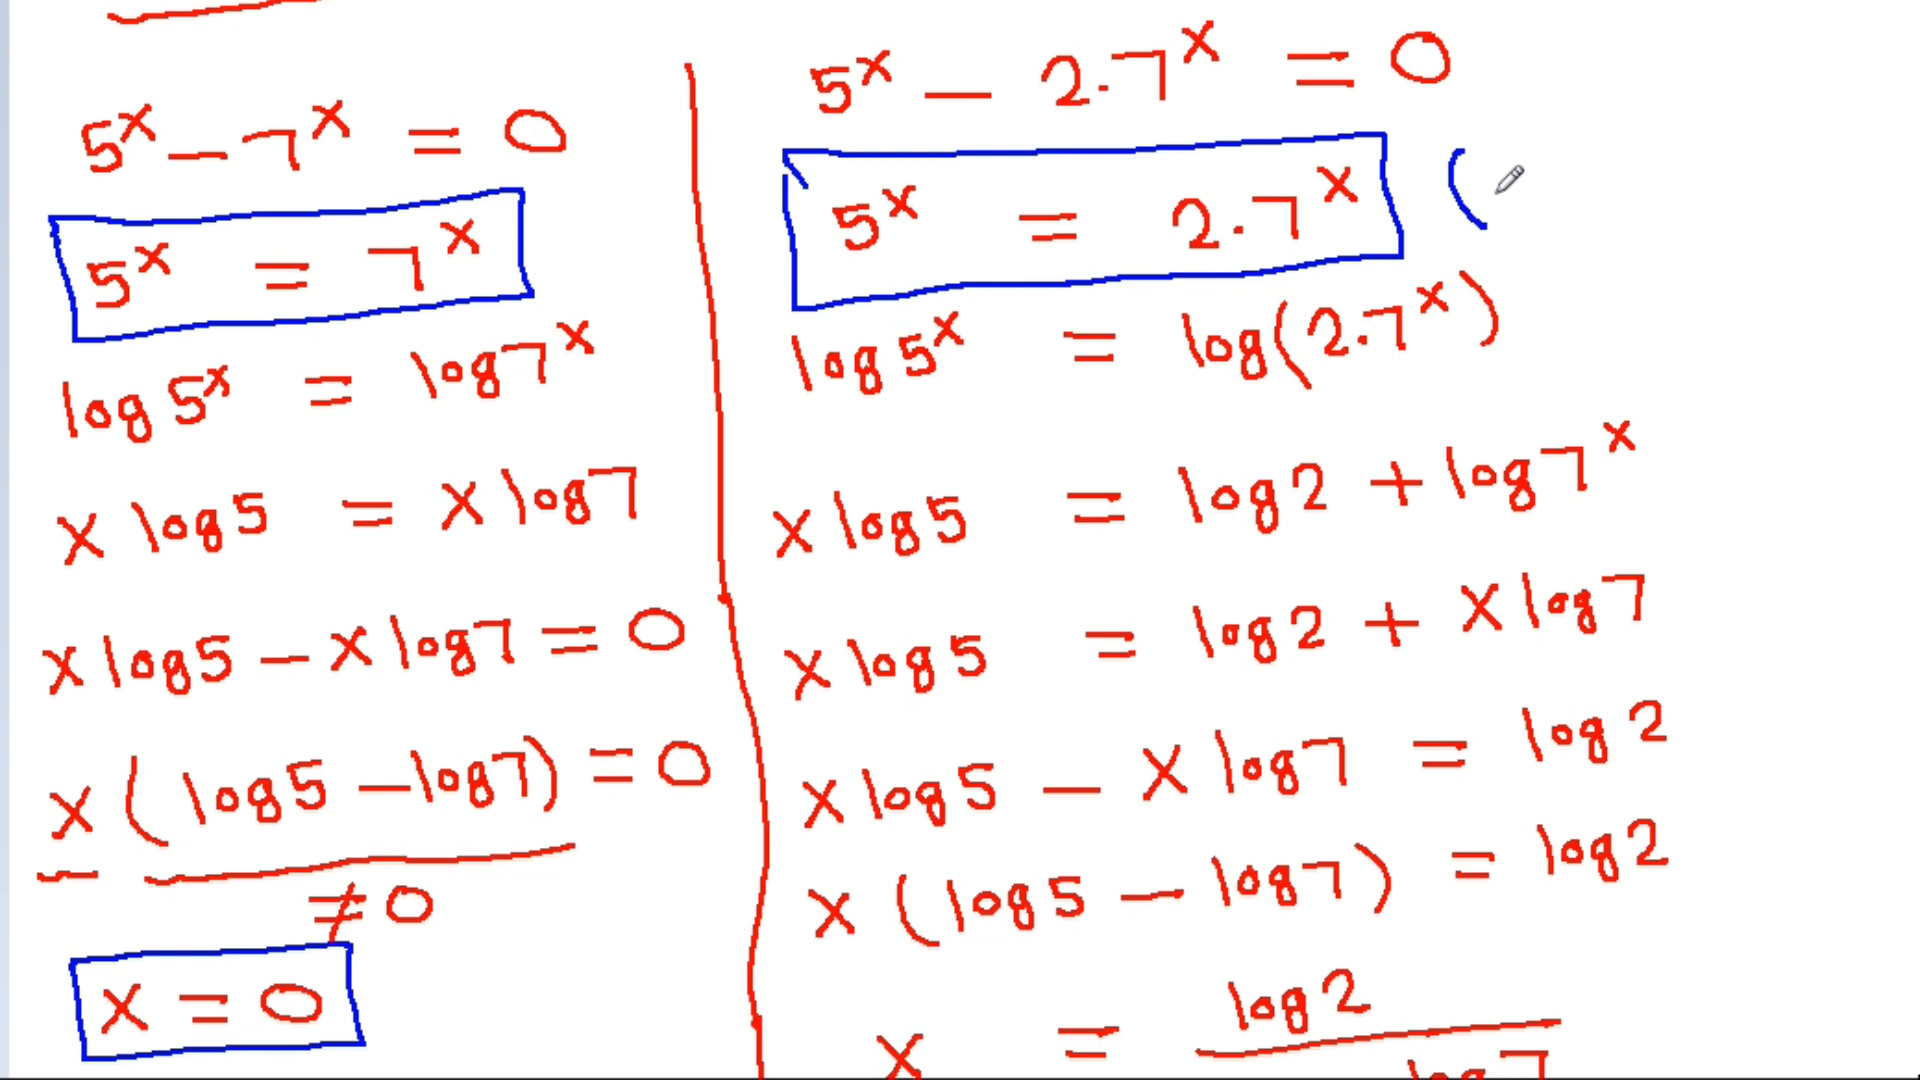 5^x - 7^x = 0
5^x = 7^x
log 5^x = log 7^x
x log 5 = x log 7
x log 5 - x log 7 = 0
x (log 5 - log 7) = 0
≠ 0
x = 0
5^x - 2.7^x = 0
5^x = 2.7^x (
log 5^x = log(2.7^x)
x log 5 = log 2 + log 7^x
x log 5 = log 2 + x log 7
x log 5 - x log 7 = log 2
x (log 5 - log 7) = log 2
x = log 2